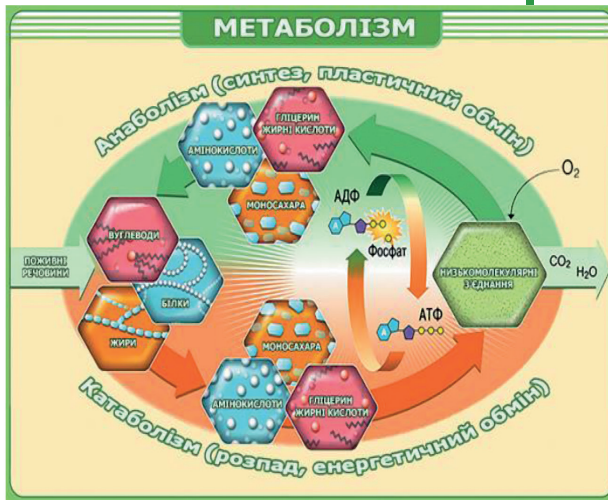 МЕТАБОЛІЗМ
Анаболізм (синтез, пластичний обмін)
ГЛІЦЕРИН
ЖИРНІ КИСЛОТИ
АМІНОКИСЛОТИ
МОНОСАХАРА
АДФ
А
Фосфат
O₂
ВУГЛЕВОДИ
ПОЖИВНІ
РЕЧОВИНИ
БІЛКИ
ЖИРИ
НИЗЬКОМОЛЕКУЛЯРНІ
З'ЄДНАННЯ
CO₂ H₂O
АТФ
А
МОНОСАХАРА
АМІНОКИСЛОТИ
ГЛІЦЕРИН
ЖИРНІ КИСЛОТИ
Катаболізм (розпад, енергетичний обмін)